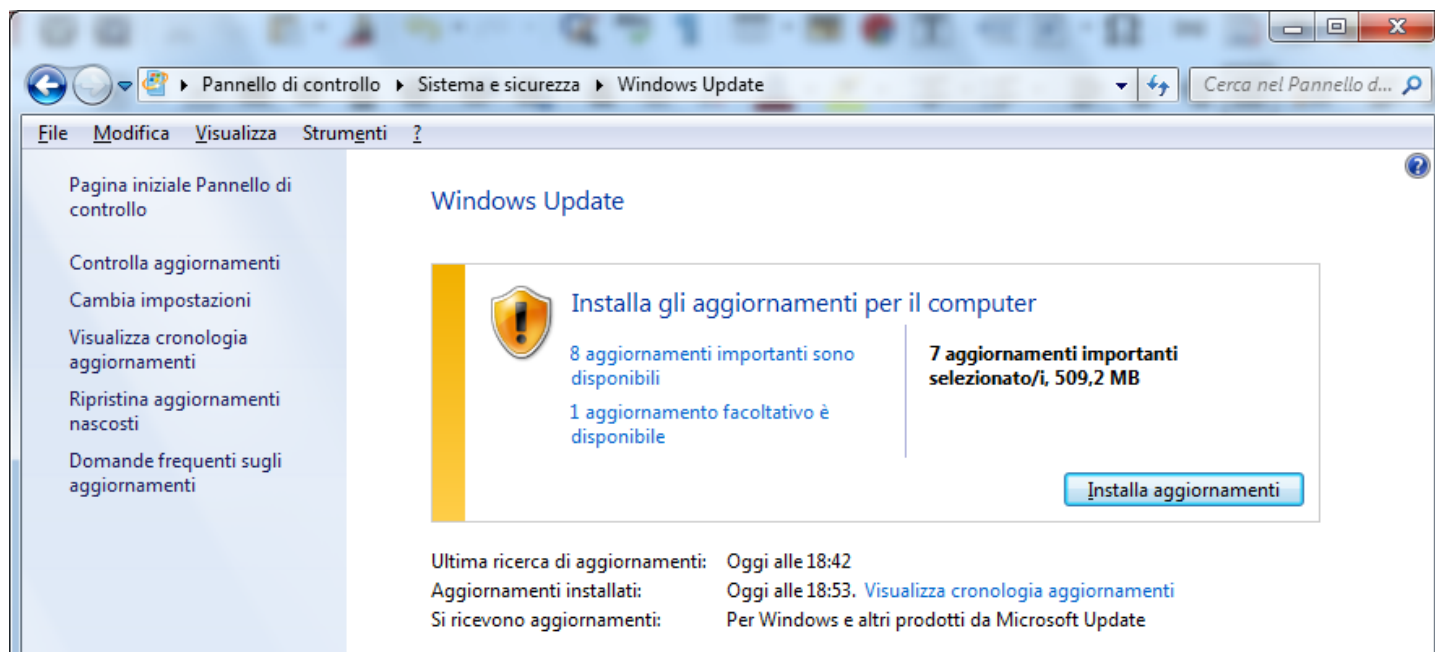 Pannello di controllo Sistema e sicurezza Windows Update Cerca nel Pannello d...
File Modifica Visualizza Strumenti ?
Pagina iniziale Pannello di
controllo
Controlla aggiornamenti
Cambia impostazioni
Visualizza cronologia
aggiornamenti
Ripristina aggiornamenti
nascosti
Domande frequenti sugli
aggiornamenti
Windows Update
Installa gli aggiornamenti per il computer
8 aggiornamenti importanti sono
disponibili
1 aggiornamento facoltativo è
disponibile
7 aggiornamenti importanti
selezionato/i, 509,2 MB
Installa aggiornamenti
Ultima ricerca di aggiornamenti: Oggi alle 18:42
Aggiornamenti installati: Oggi alle 18:53. Visualizza cronologia aggiornamenti
Si ricevono aggiornamenti: Per Windows e altri prodotti da Microsoft Update